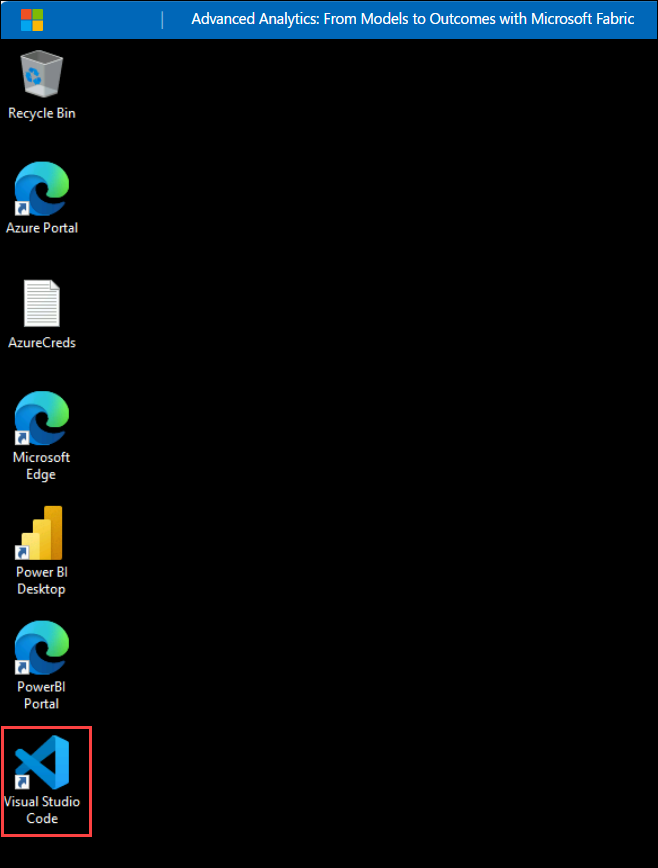 Advanced Analytics: From Models to Outcomes with Microsoft Fabric
Recycle Bin
Azure Portal
AzureCreds
Microsoft
Edge
Power BI
Desktop
PowerBI
Portal
Visual Studio
Code